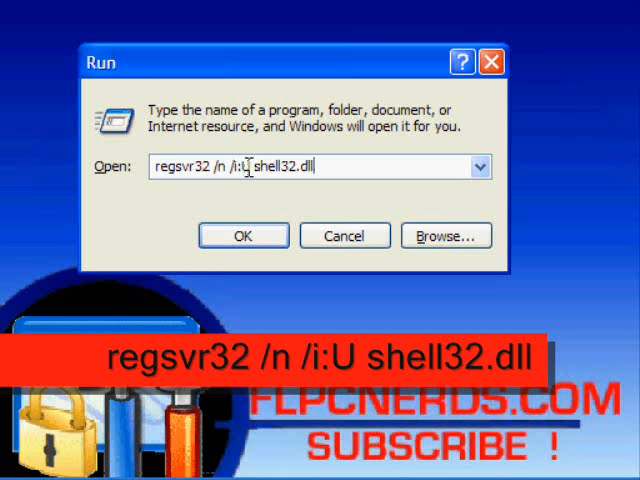 Run
Type the name of a program, folder, document, or
Internet resource, and Windows will open it for you.
Open: regsvr32 /n /i:U shell32.dll
OK Cancel Browse...
regsvr32 /n /i:U shell32.dll
FLPCNERDS.COM
SUBSCRIBE !